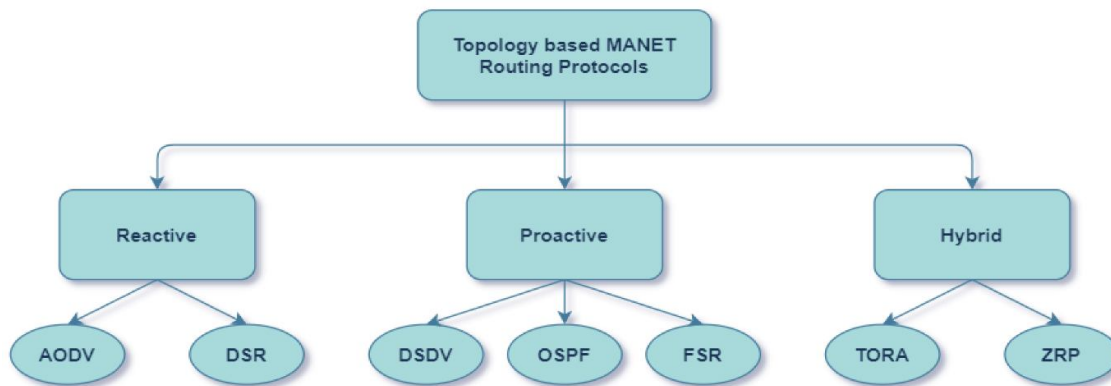 Topology based MANET
Routing Protocols
Reactive
Proactive
Hybrid
AODV
DSR
DSDV
OSPF
FSR
TORA
ZRP